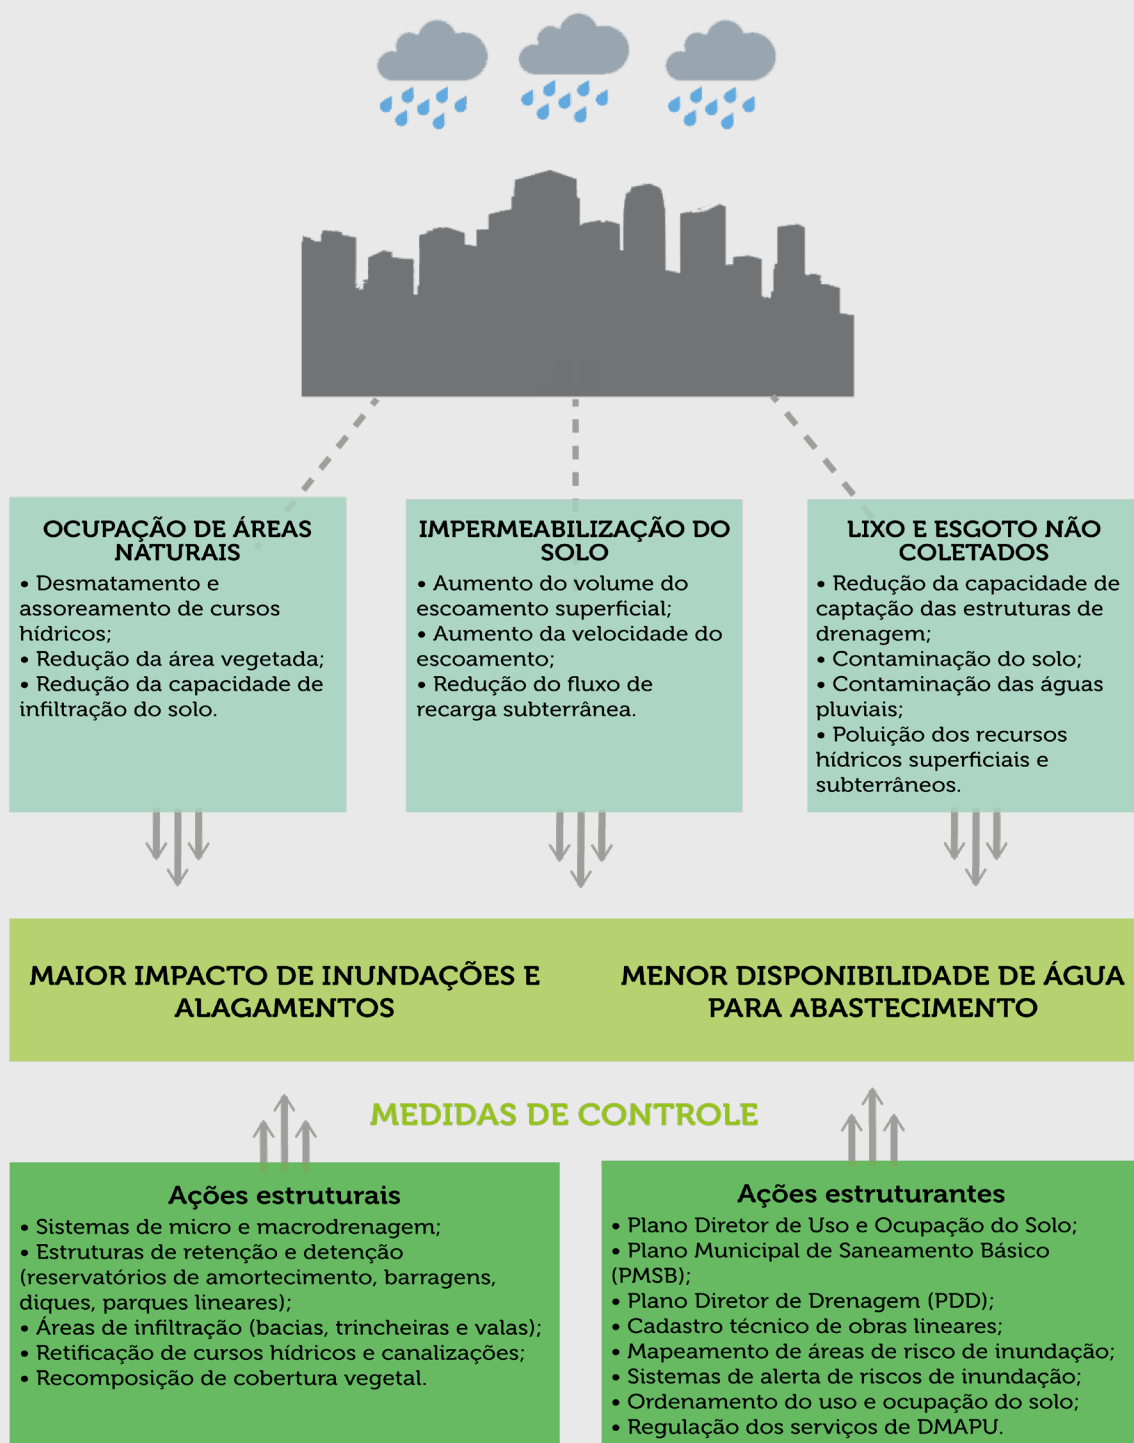 OCUPAÇÃO DE ÁREAS
NATURAIS
• Desmatamento e
assoreamento de cursos
hídricos;
• Redução da área vegetada;
• Redução da capacidade de
infiltração do solo.
IMPERMEABILIZAÇÃO DO
SOLO
• Aumento do volume do
escoamento superficial;
• Aumento da velocidade do
escoamento;
• Redução do fluxo de
recarga subterrânea.
LIXO E ESGOTO NÃO
COLETADOS
• Redução da capacidade de
captação das estruturas de
drenagem;
• Contaminação do solo;
• Contaminação das águas
pluviais;
• Poluição dos recursos
hídricos superficiais e
subterrâneos.
MAIOR IMPACTO DE INUNDAÇÕES E
ALAGAMENTOS
MENOR DISPONIBILIDADE DE ÁGUA
PARA ABASTECIMENTO
MEDIDAS DE CONTROLE
Ações estruturais
• Sistemas de micro e macrodrenagem;
• Estruturas de retenção e detenção
(reservatórios de amortecimento, barragens,
diques, parques lineares);
• Áreas de infiltração (bacias, trincheiras e valas);
• Retificação de cursos hídricos e canalizações;
• Recomposição de cobertura vegetal.
Ações estruturantes
• Plano Diretor de Uso e Ocupação do Solo;
• Plano Municipal de Saneamento Básico
(PMSB);
• Plano Diretor de Drenagem (PDD);
• Cadastro técnico de obras lineares;
• Mapeamento de áreas de risco de inundação;
• Sistemas de alerta de riscos de inundação;
• Ordenamento do uso e ocupação do solo;
• Regulação dos serviços de DMAPU.